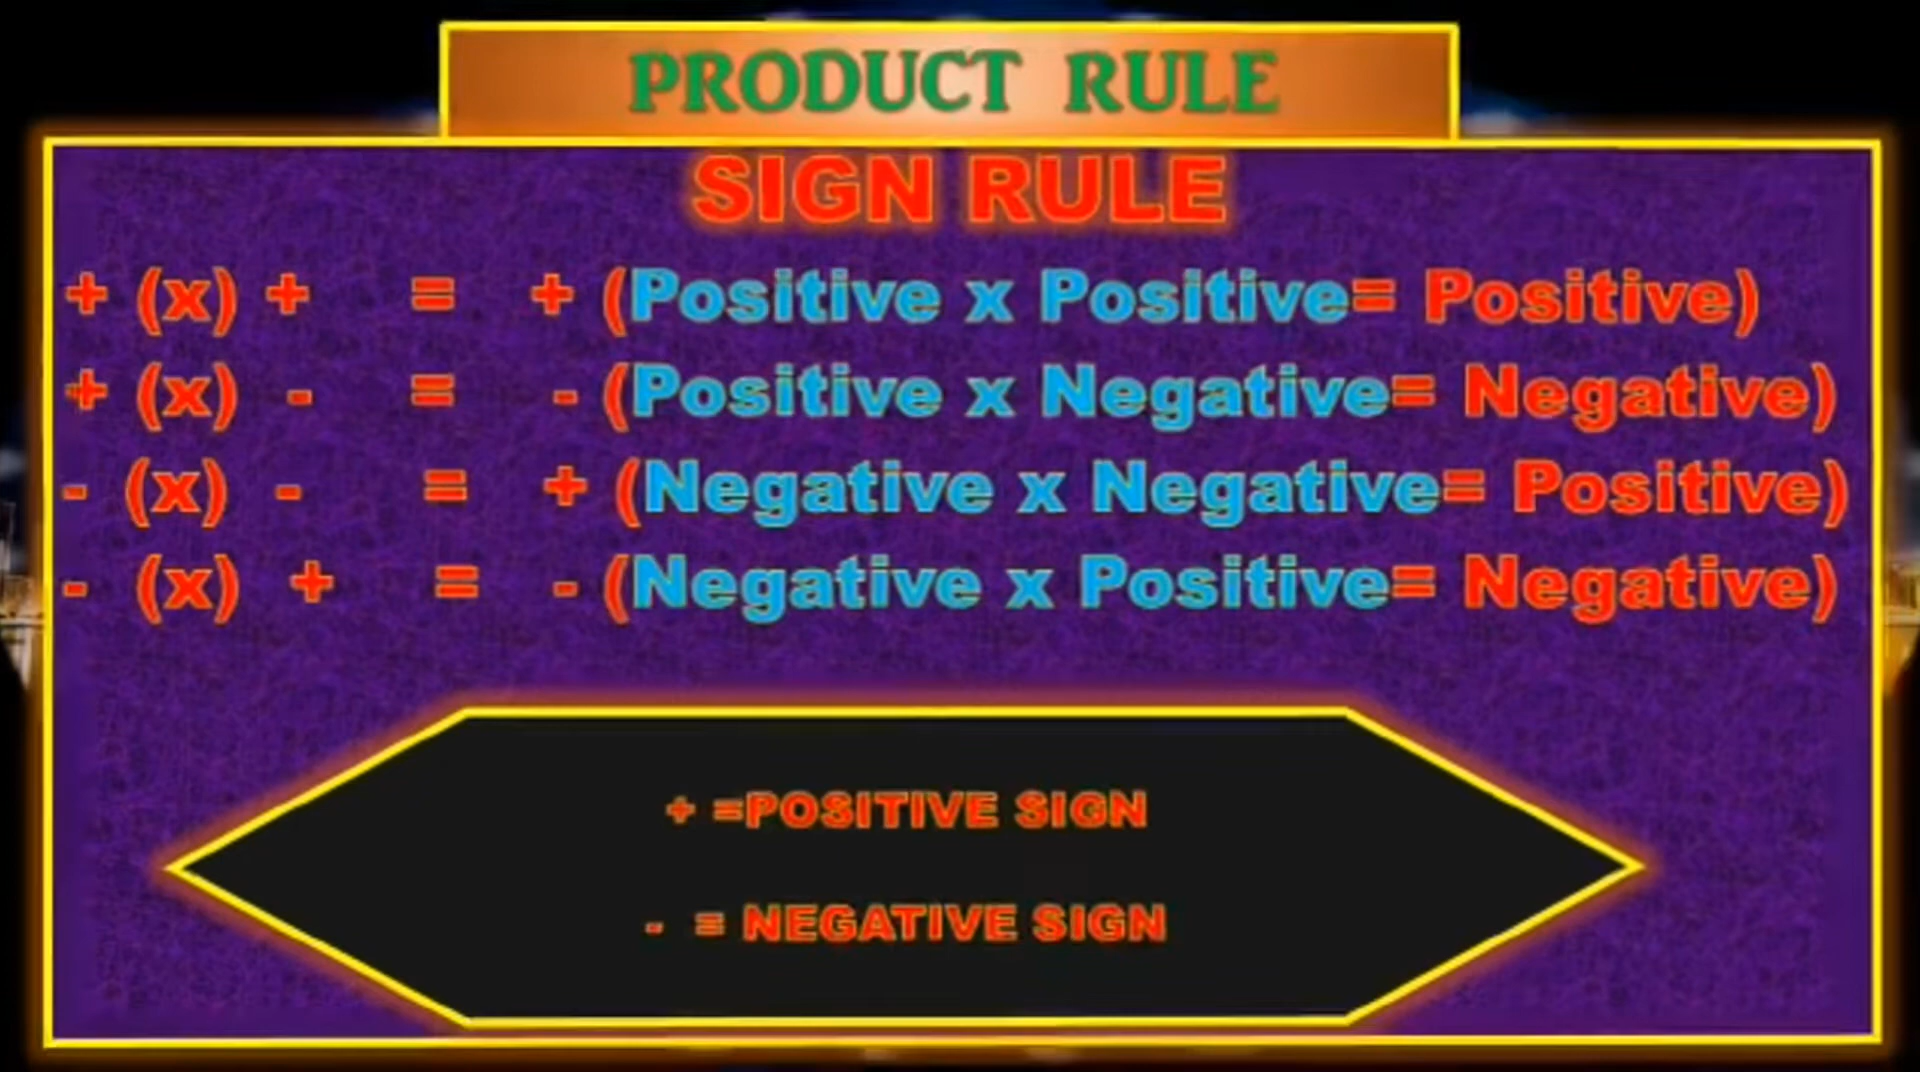 PRODUCT RULE
SIGN RULE
+ (x) + = + (Positive x Positive= Positive)
+ (x) - = - (Positive x Negative= Negative)
- (x) - = + (Negative x Negative= Positive)
- (x) + = - (Negative x Positive= Negative)
+ =POSITIVE SIGN
- = NEGATIVE SIGN